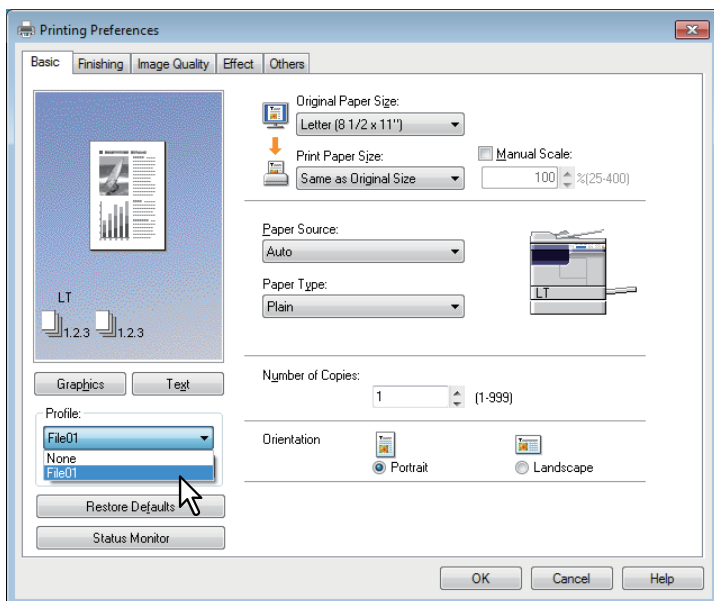 Printing Preferences
Basic Finishing Image Quality Effect Others
LT
1.2.3 1.2.3
Graphics Text
Profile:
File01
None
File01
Restore Defaults
Status Monitor
Original Paper Size:
Letter (8 1/2 x 11")
Print Paper Size:
Same as Original Size
Manual Scale:
100 %(25-400)
Paper Source:
Auto
Paper Type:
Plain
LT
Number of Copies:
1 (1-999)
Orientation
Portrait Landscape
OK Cancel Help